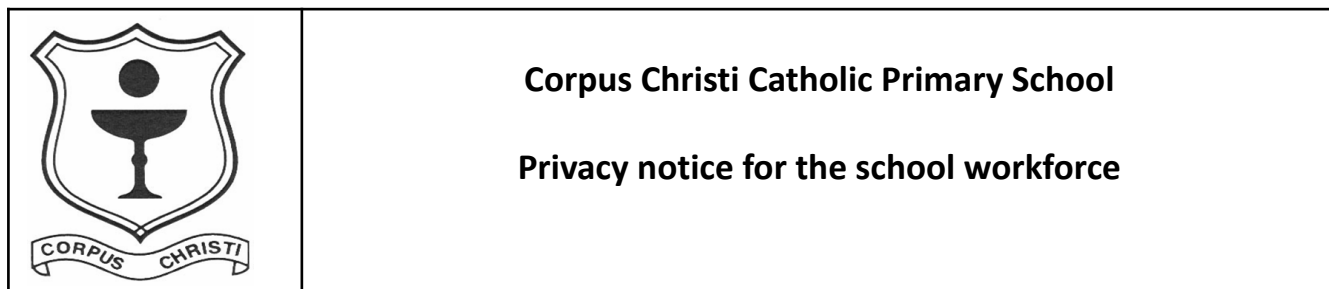 CORPUS CHRISTI
Corpus Christi Catholic Primary School
Privacy notice for the school workforce